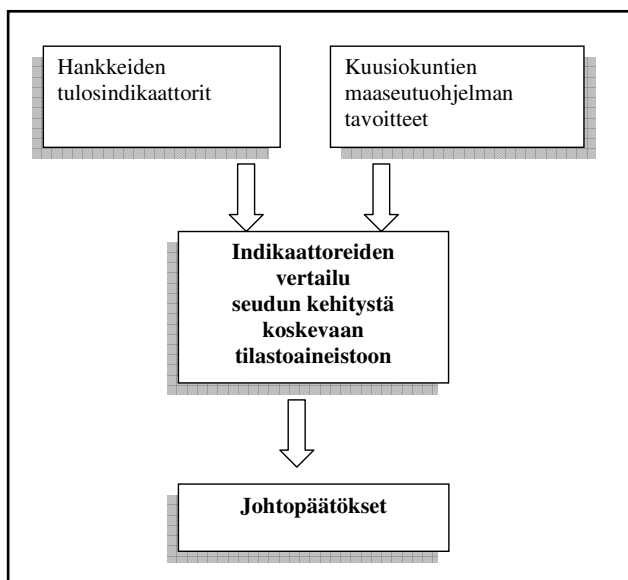 Hankkeiden
tulosindikaattorit
Kuusiokuntien
maaseutuohjelman
tavoitteet
Indikaattoreiden
vertailu
seudun kehitystä
koskevaan
tilastoaineistoon
Johtopäätökset